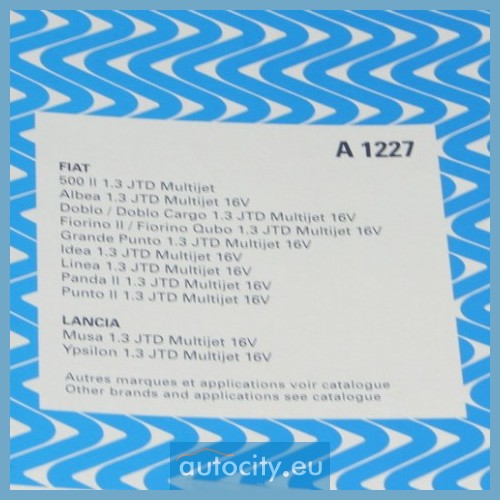 A 1227
FIAT
500 II 1.3 JTD Multijet
Albea 1.3 JTD Multijet 16V
Doblo / Doblo Cargo 1.3 JTD Multijet 16V
Fiorino II / Fiorino Qubo 1.3 JTD Multijet 16V
Grande Punto 1.3 JTD Multijet 16V
Idea 1.3 JTD Multijet 16V
Linea 1.3 JTD Multijet 16V
Panda II 1.3 JTD Multijet 16V
Punto II 1.3 JTD Multijet 16V
LANCIA
Musa 1.3 JTD Multijet 16V
Ypsilon 1.3 JTD Multijet 16V
Autres marques et applications voir catalogue
Other brands and applications see catalogue
autocity.eu